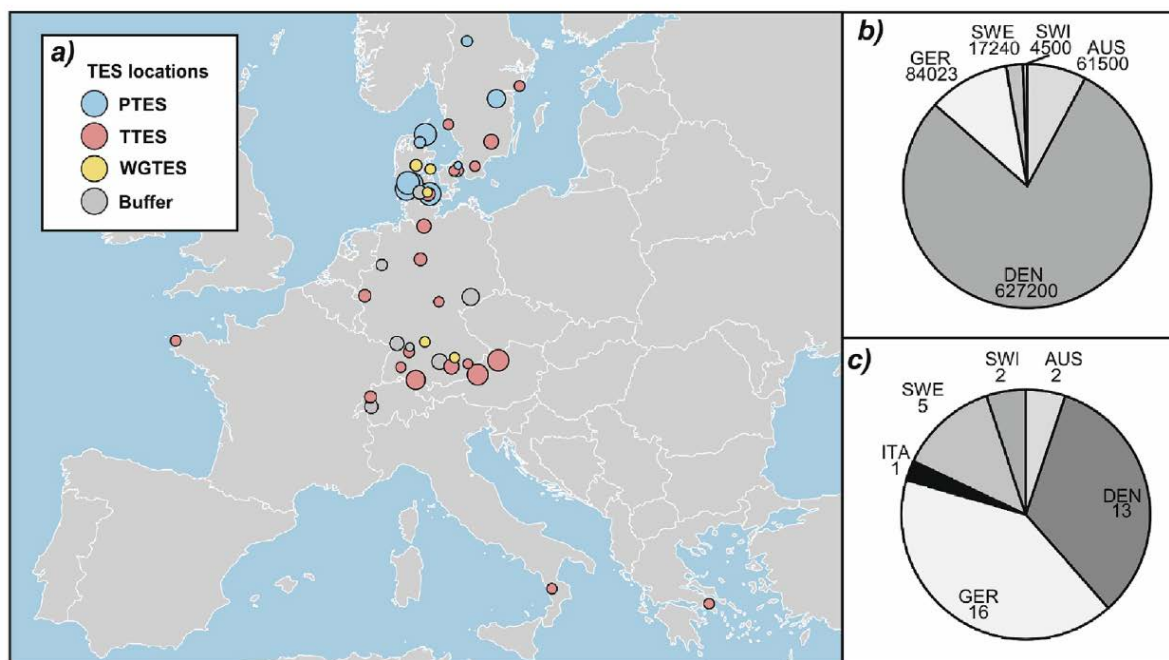 a)
TES locations
PTES
TTES
WGTES
Buffer
b)
SWE
17240
SWI
4500
AUS
61500
GER
84023
DEN
627200
c)
SWI
2
AUS
2
SWE
5
ITA
1
DEN
13
GER
16